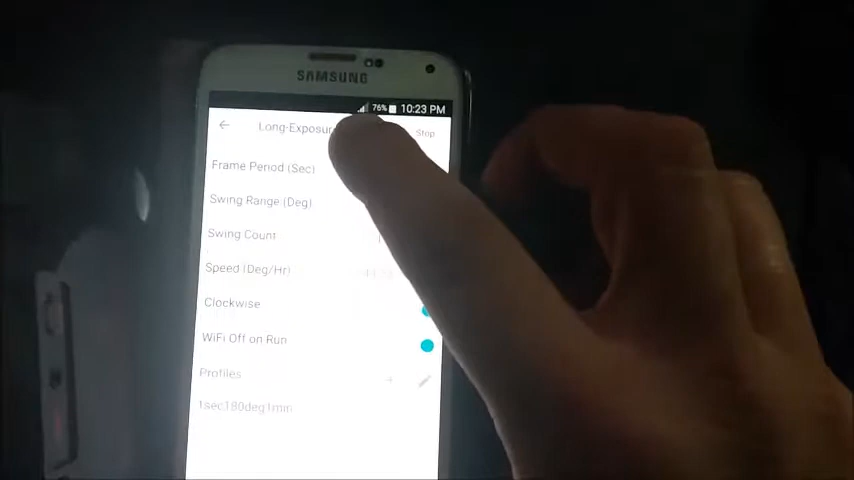 SAMSUNG
76% 10:23 PM
Long-Exposur Stop
Frame Period (Sec)
Swing Range (Deg)
Swing Count
Speed (Deg/Hr)
Clockwise
WiFi Off on Run
Profiles +
1sec180deg1min